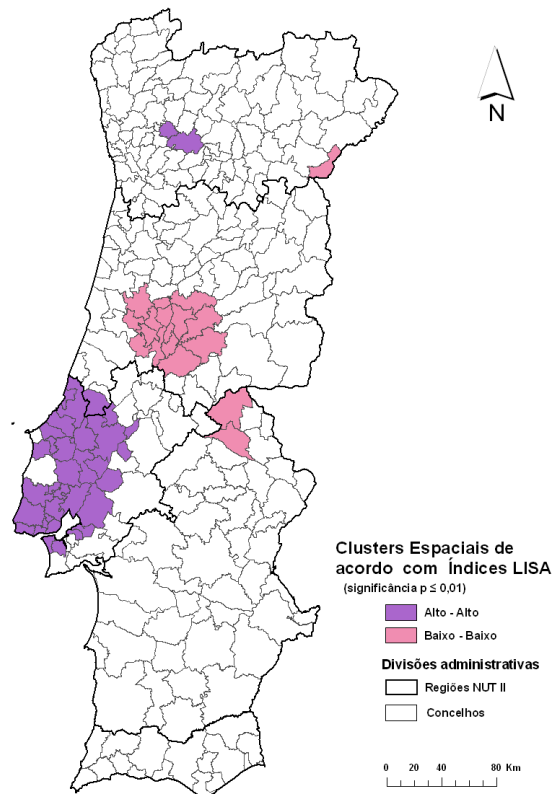 N
Clusters Espaciais de
acordo com Índices LISA
(significância p ≤ 0,01)
Alto - Alto
Baixo - Baixo
Divisões administrativas
Regiões NUT II
Concelhos
0 20 40 80 Km